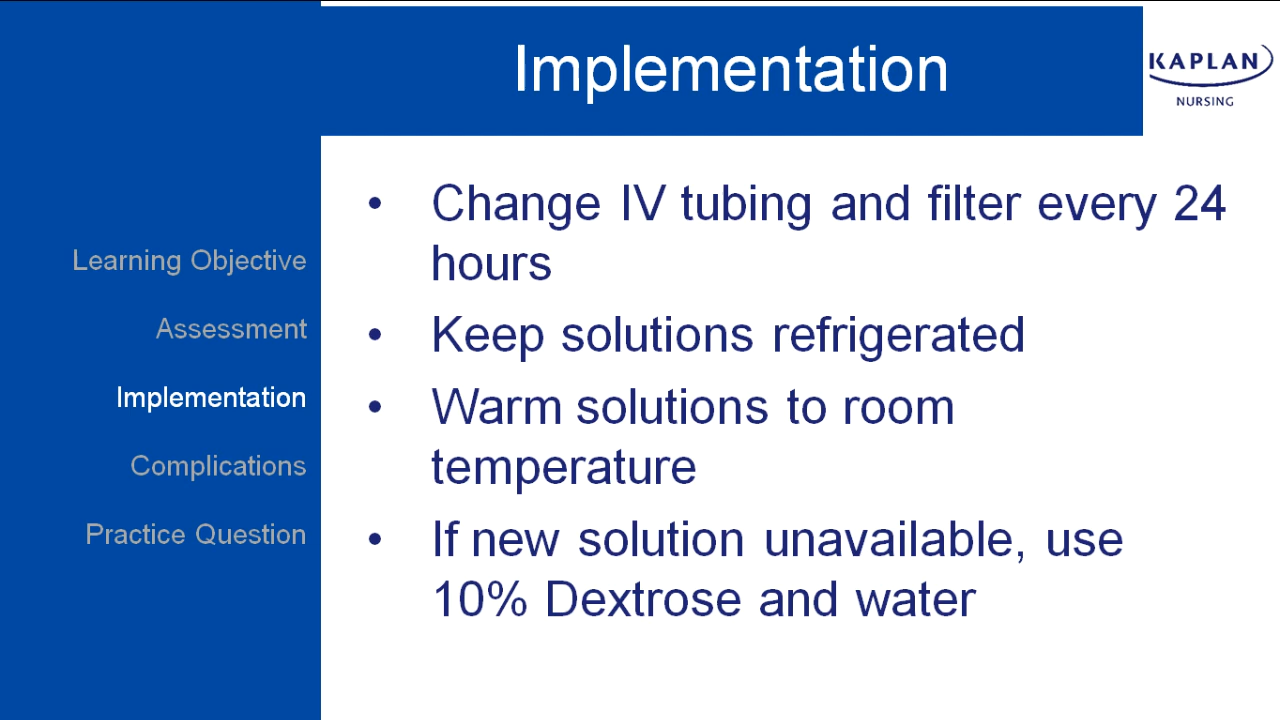 Implementation
KAPLAN
NURSING
Learning Objective
Assessment
Implementation
Complications
Practice Question
• Change IV tubing and filter every 24
hours
• Keep solutions refrigerated
• Warm solutions to room
temperature
• If new solution unavailable, use
10% Dextrose and water